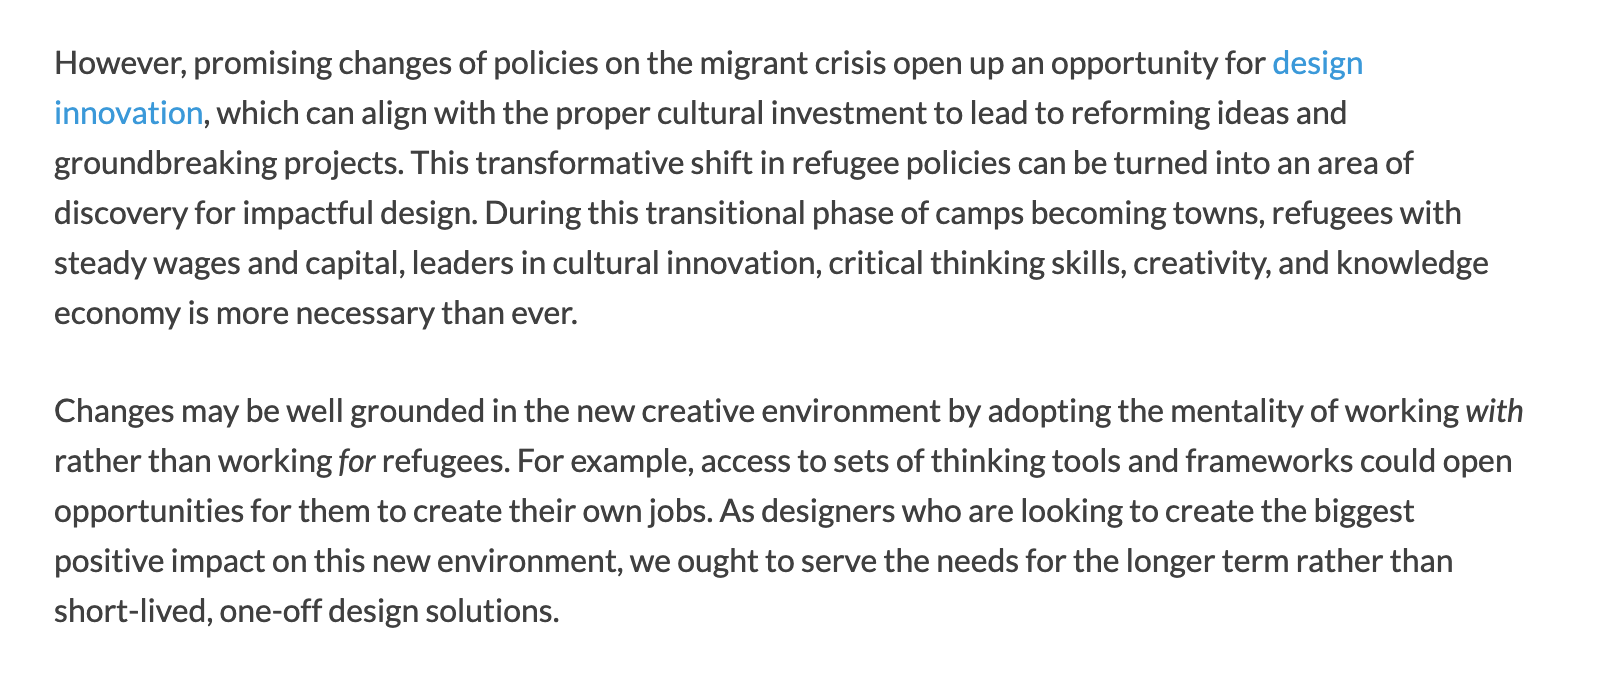 However, promising changes of policies on the migrant crisis open up an opportunity for design
innovation, which can align with the proper cultural investment to lead to reforming ideas and
groundbreaking projects. This transformative shift in refugee policies can be turned into an area of
discovery for impactful design. During this transitional phase of camps becoming towns, refugees with
steady wages and capital, leaders in cultural innovation, critical thinking skills, creativity, and knowledge
economy is more necessary than ever.
Changes may be well grounded in the new creative environment by adopting the mentality of working with
rather than working for refugees. For example, access to sets of thinking tools and frameworks could open
opportunities for them to create their own jobs. As designers who are looking to create the biggest
positive impact on this new environment, we ought to serve the needs for the longer term rather than
short-lived, one-off design solutions.